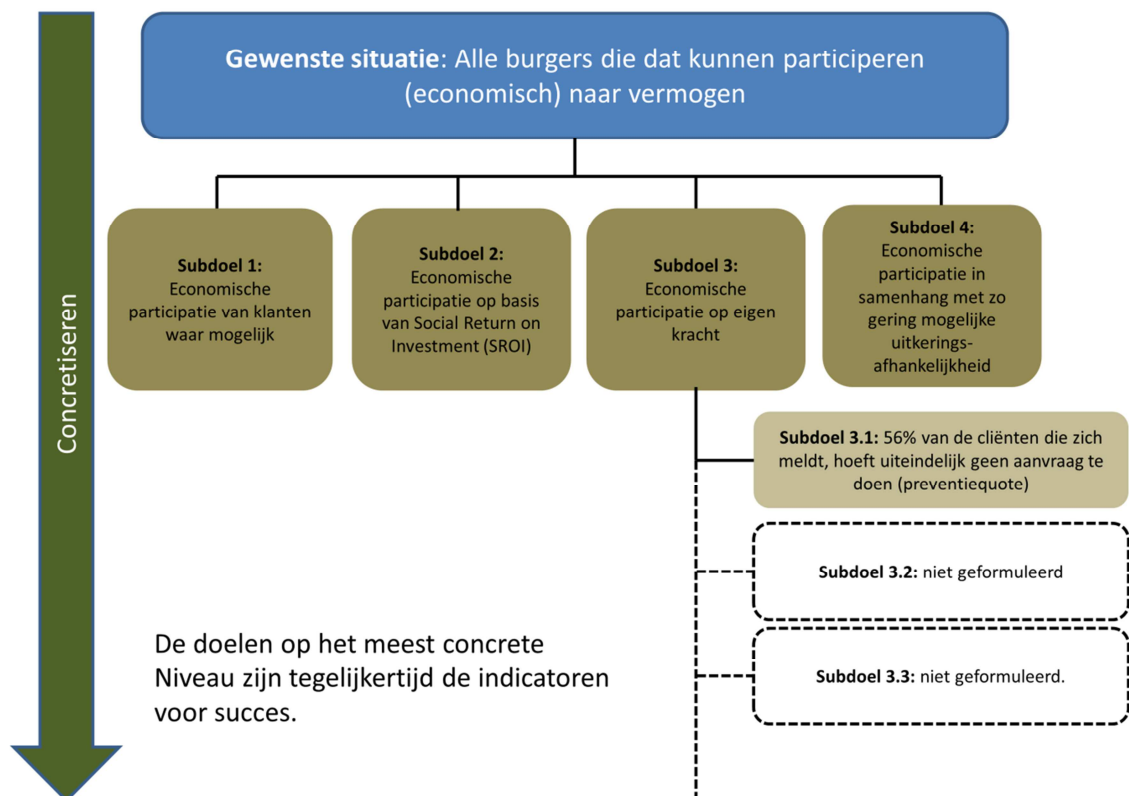 Gewenste situatie: Alle burgers die dat kunnen participeren
(economisch) naar vermogen
Concretiseren
Subdoel 1:
Economische
participatie van klanten
waar mogelijk
Subdoel 2:
Economische
participatie op basis
van Social Return on
Investment (SROI)
Subdoel 3:
Economische
participatie op eigen
kracht
Subdoel 4:
Economische
participatie in
samenhang met zo
gering mogelijke
uitkerings-
afhankelijkheid
Subdoel 3.1: 56% van de cliënten die zich
meldt, hoeft uiteindelijk geen aanvraag te
doen (preventiequote)
Subdoel 3.2: niet geformuleerd
Subdoel 3.3: niet geformuleerd.
De doelen op het meest concrete
Niveau zijn tegelijkertijd de indicatoren
voor succes.